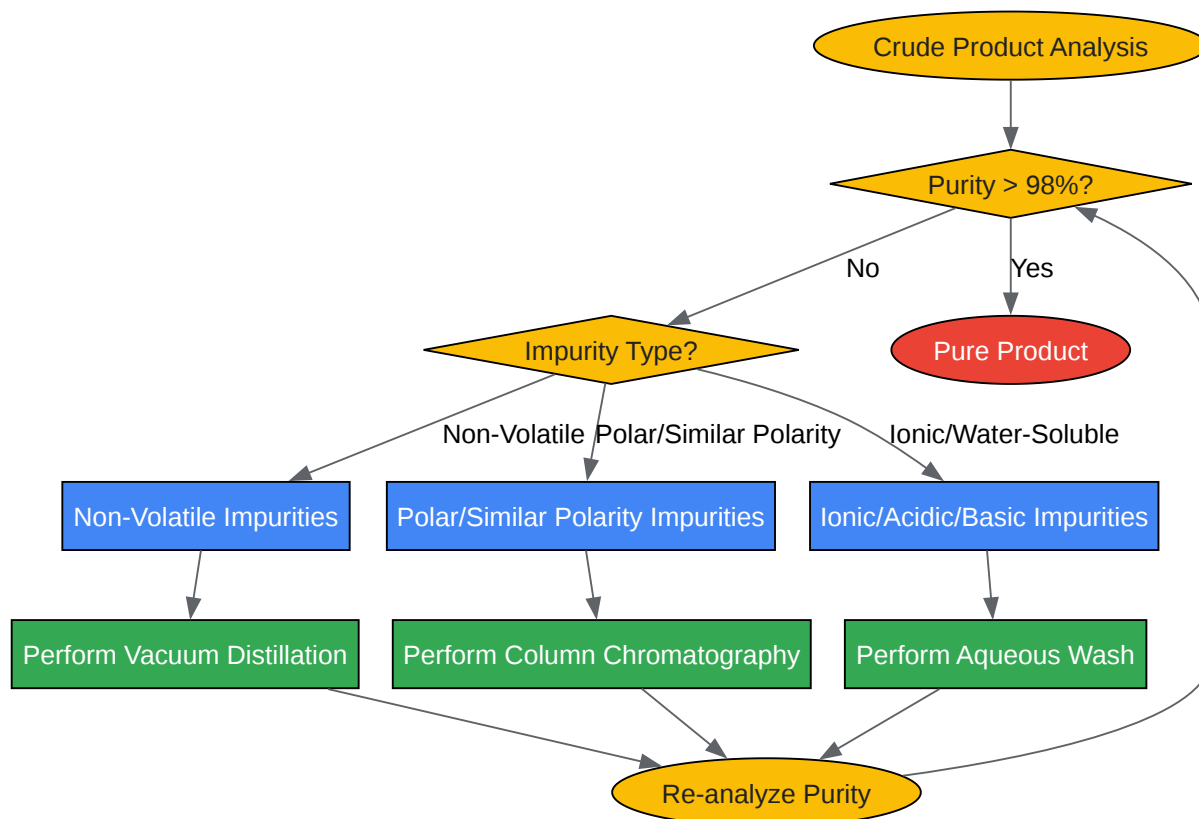 Crude Product Analysis
Purity > 98%?
No
Yes
Impurity Type?
Pure Product
Non-Volatile
Polar/Similar Polarity
Ionic/Water-Soluble
Non-Volatile Impurities
Polar/Similar Polarity Impurities
Ionic/Acidic/Basic Impurities
Perform Vacuum Distillation
Perform Column Chromatography
Perform Aqueous Wash
Re-analyze Purity